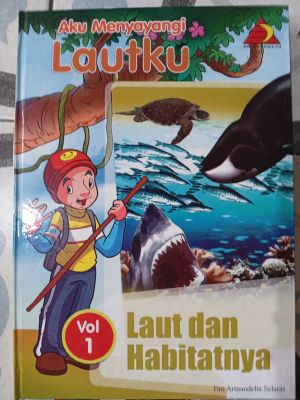 Aku Menyayangi
Lautku
Vol
1
Laut dan
Habitatnya
Tim Armandelta Selaras